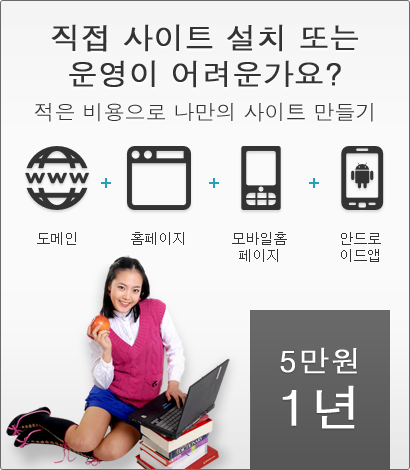 직접 사이트 설치 또는
운영이 어려운가요?
적은 비용으로 나만의 사이트 만들기
WWW
도메인
홈페이지
모바일홈
페이지
안드로
이드앱
5만원
1년